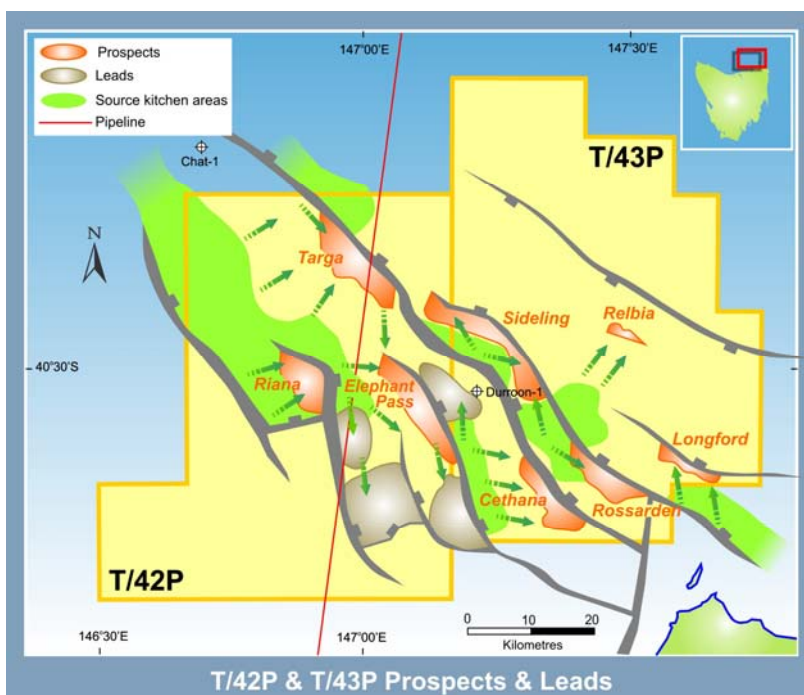 147°00'E
147°30'E
Prospects
Leads
Source kitchen areas
Pipeline
Chat-1
T/43P
N
Targa
Sideling
Relbia
40°30'S
Riana
Elephant
Pass
Durroon-1
Longford
Cethana
Rossarden
T/42P
146°30'E
147°00'E
0
10
20
Kilometres
T/42P & T/43P Prospects & Leads